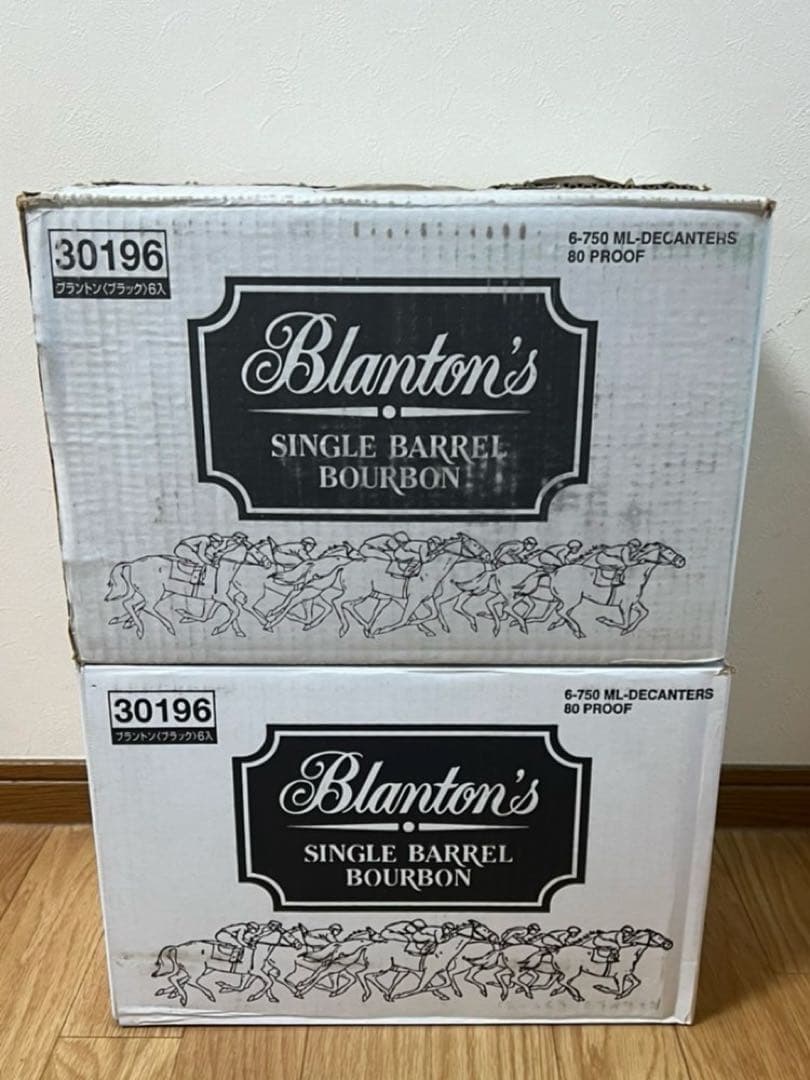 30196
ブラントン〈ブラック〉6入
6-750 ML-DECANTERS
80 PROOF
Blanton's
SINGLE BARREL
BOURBON
30196
ブラントン〈ブラック〉6入
6-750 ML-DECANTERS
80 PROOF
Blanton's
SINGLE BARREL
BOURBON